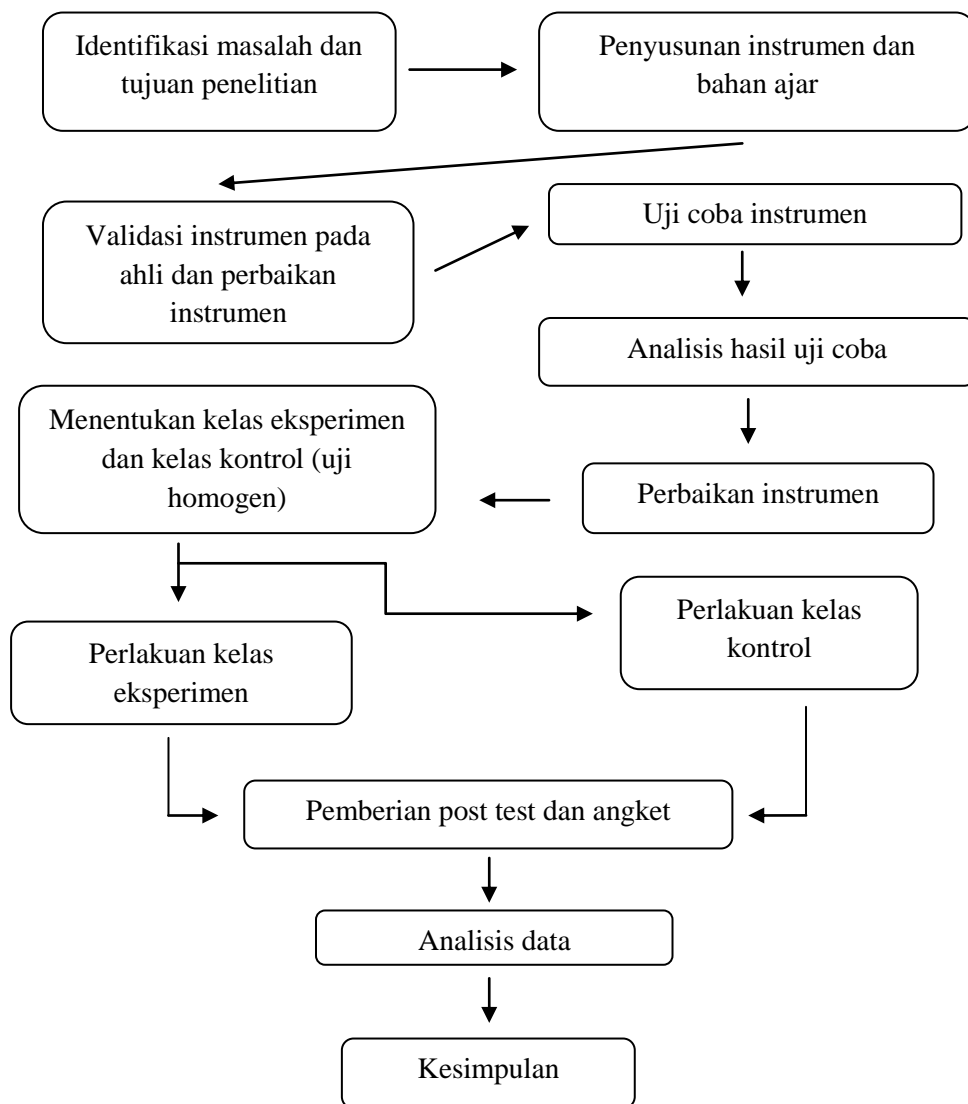 Identifikasi masalah dan
tujuan penelitian
Penyusunan instrumen dan
bahan ajar
Validasi instrumen pada
ahli dan perbaikan
instrumen
Uji coba instrumen
Analisis hasil uji coba
Perbaikan instrumen
Menentukan kelas eksperimen
dan kelas kontrol (uji
homogen)
Perlakuan kelas
eksperimen
Perlakuan kelas
kontrol
Pemberian post test dan angket
Analisis data
Kesimpulan